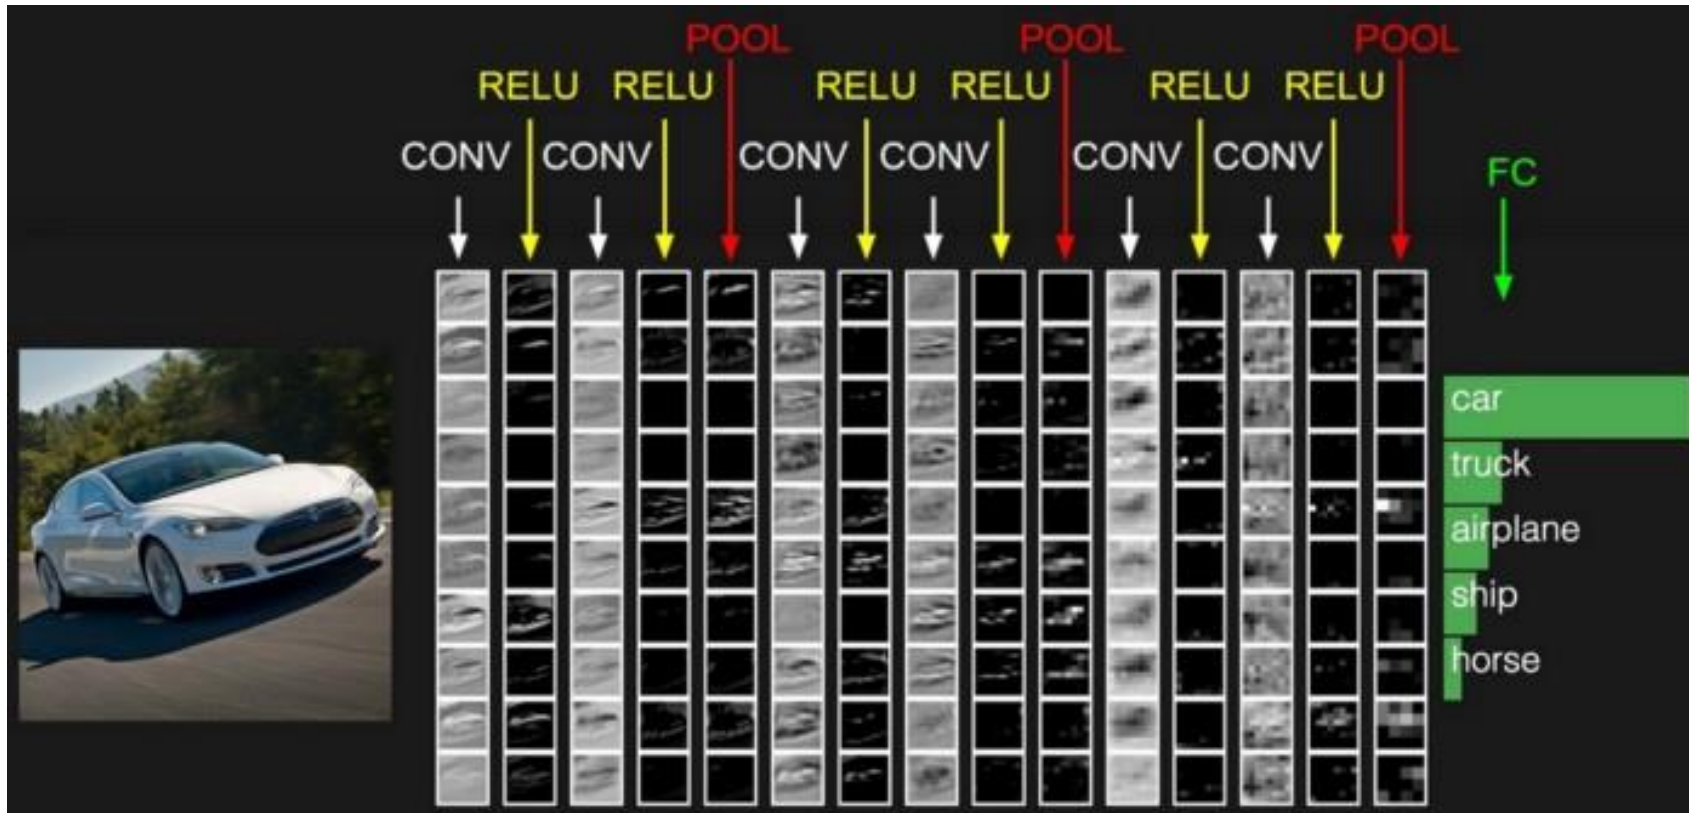 POOL POOL POOL
RELU RELU RELU RELU RELU RELU
CONV CONV CONV CONV CONV CONV
FC
car
truck
airplane
ship
horse